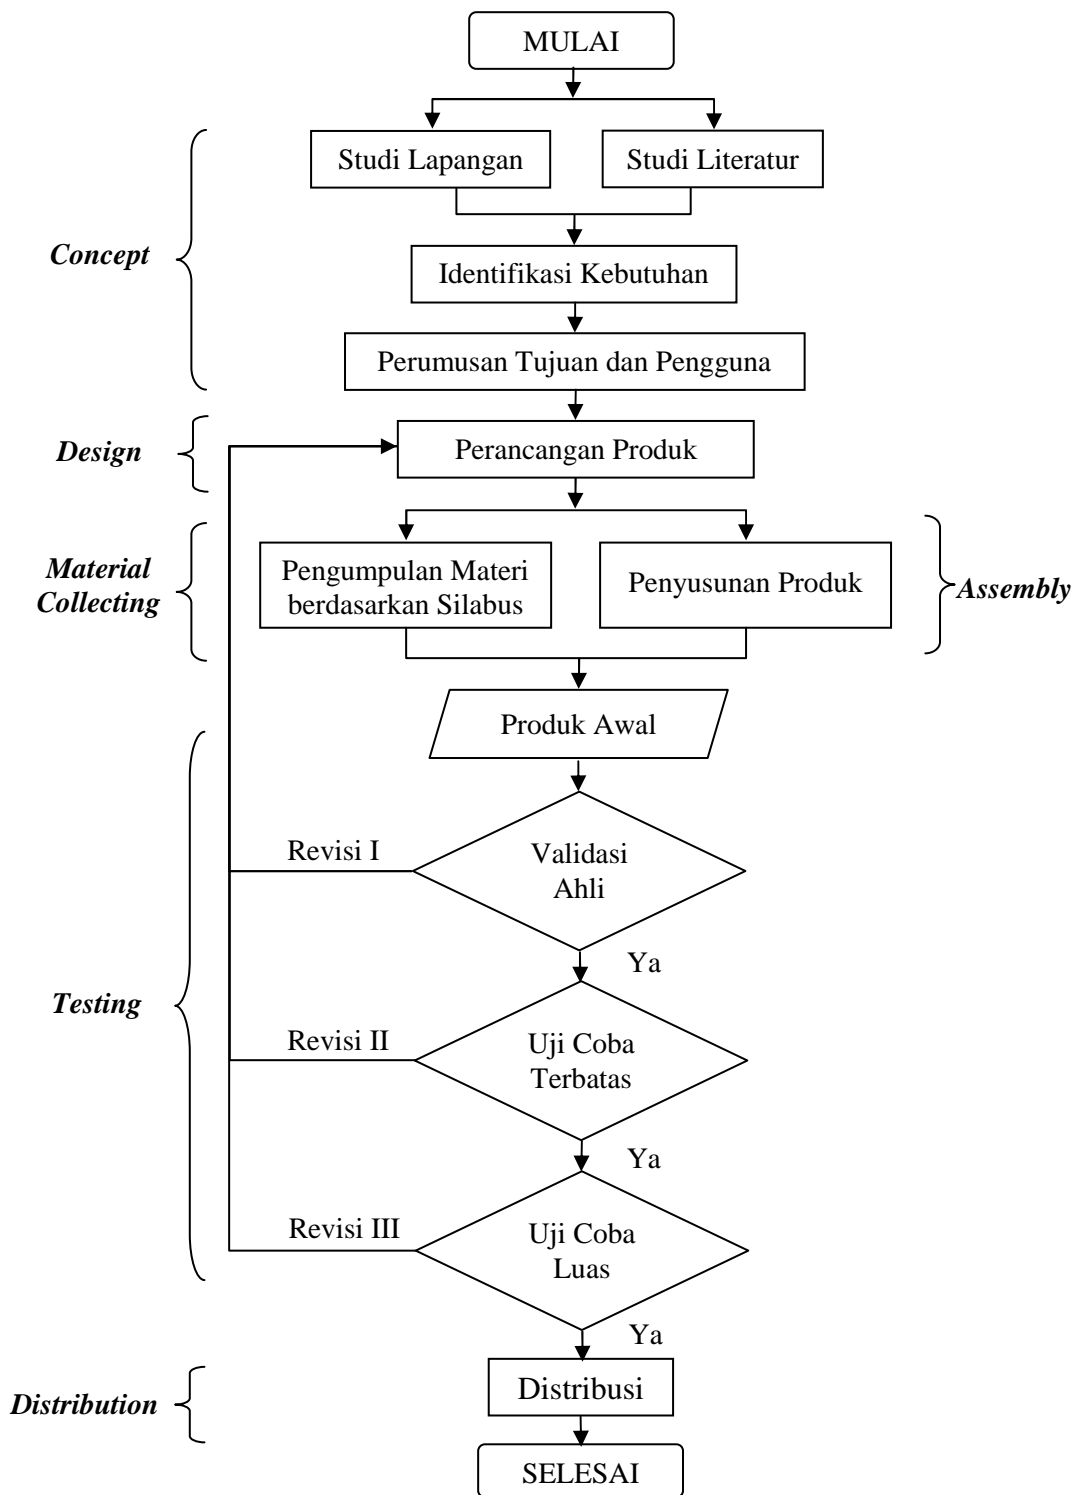 MULAI
Studi Lapangan
Studi Literatur
Concept
Identifikasi Kebutuhan
Perumusan Tujuan dan Pengguna
Design
Perancangan Produk
Material
Collecting
Pengumpulan Materi
berdasarkan Silabus
Penyusunan Produk
Assembly
Produk Awal
Revisi I
Validasi
Ahli
Ya
Testing
Revisi II
Uji Coba
Terbatas
Ya
Revisi III
Uji Coba
Luas
Ya
Distribution
Distribusi
SELESAI